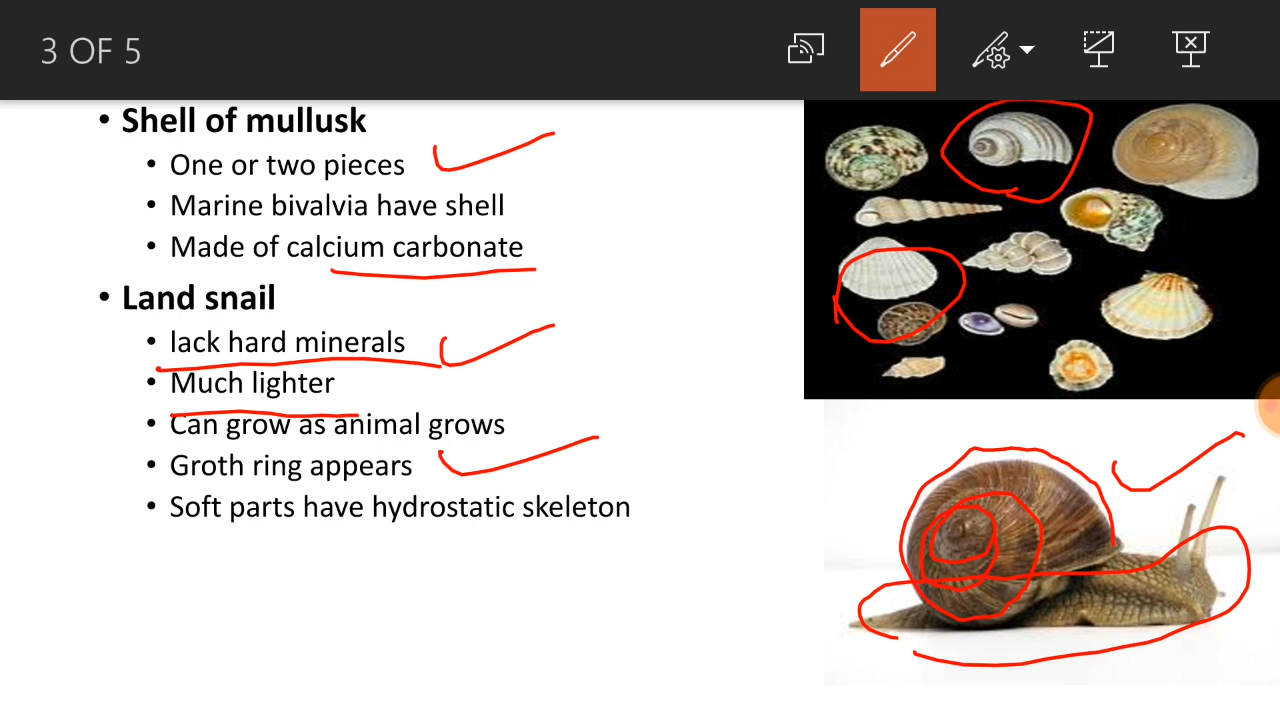 3 OF 5
• Shell of mullusk
• One or two pieces
• Marine bivalvia have shell
• Made of calcium carbonate
• Land snail
• lack hard minerals
• Much lighter
• Can grow as animal grows
• Groth ring appears
• Soft parts have hydrostatic skeleton